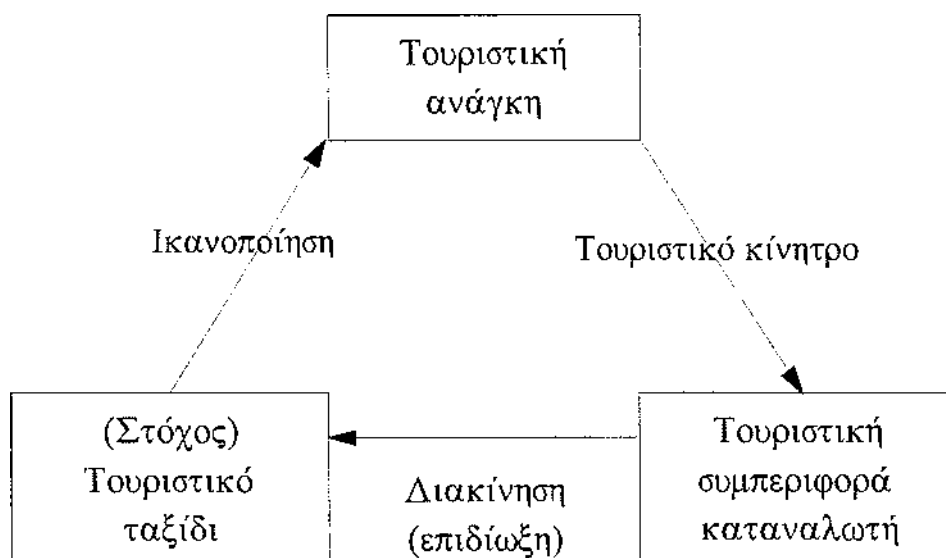 Τουριστική
ανάγκη
Ικανοποίηση
Τουριστικό κίνητρο
(Στόχος)
Τουριστικό
ταξίδι
Διακίνηση
(επιδίωξη)
Τουριστική
συμπεριφορά
καταναλωτή